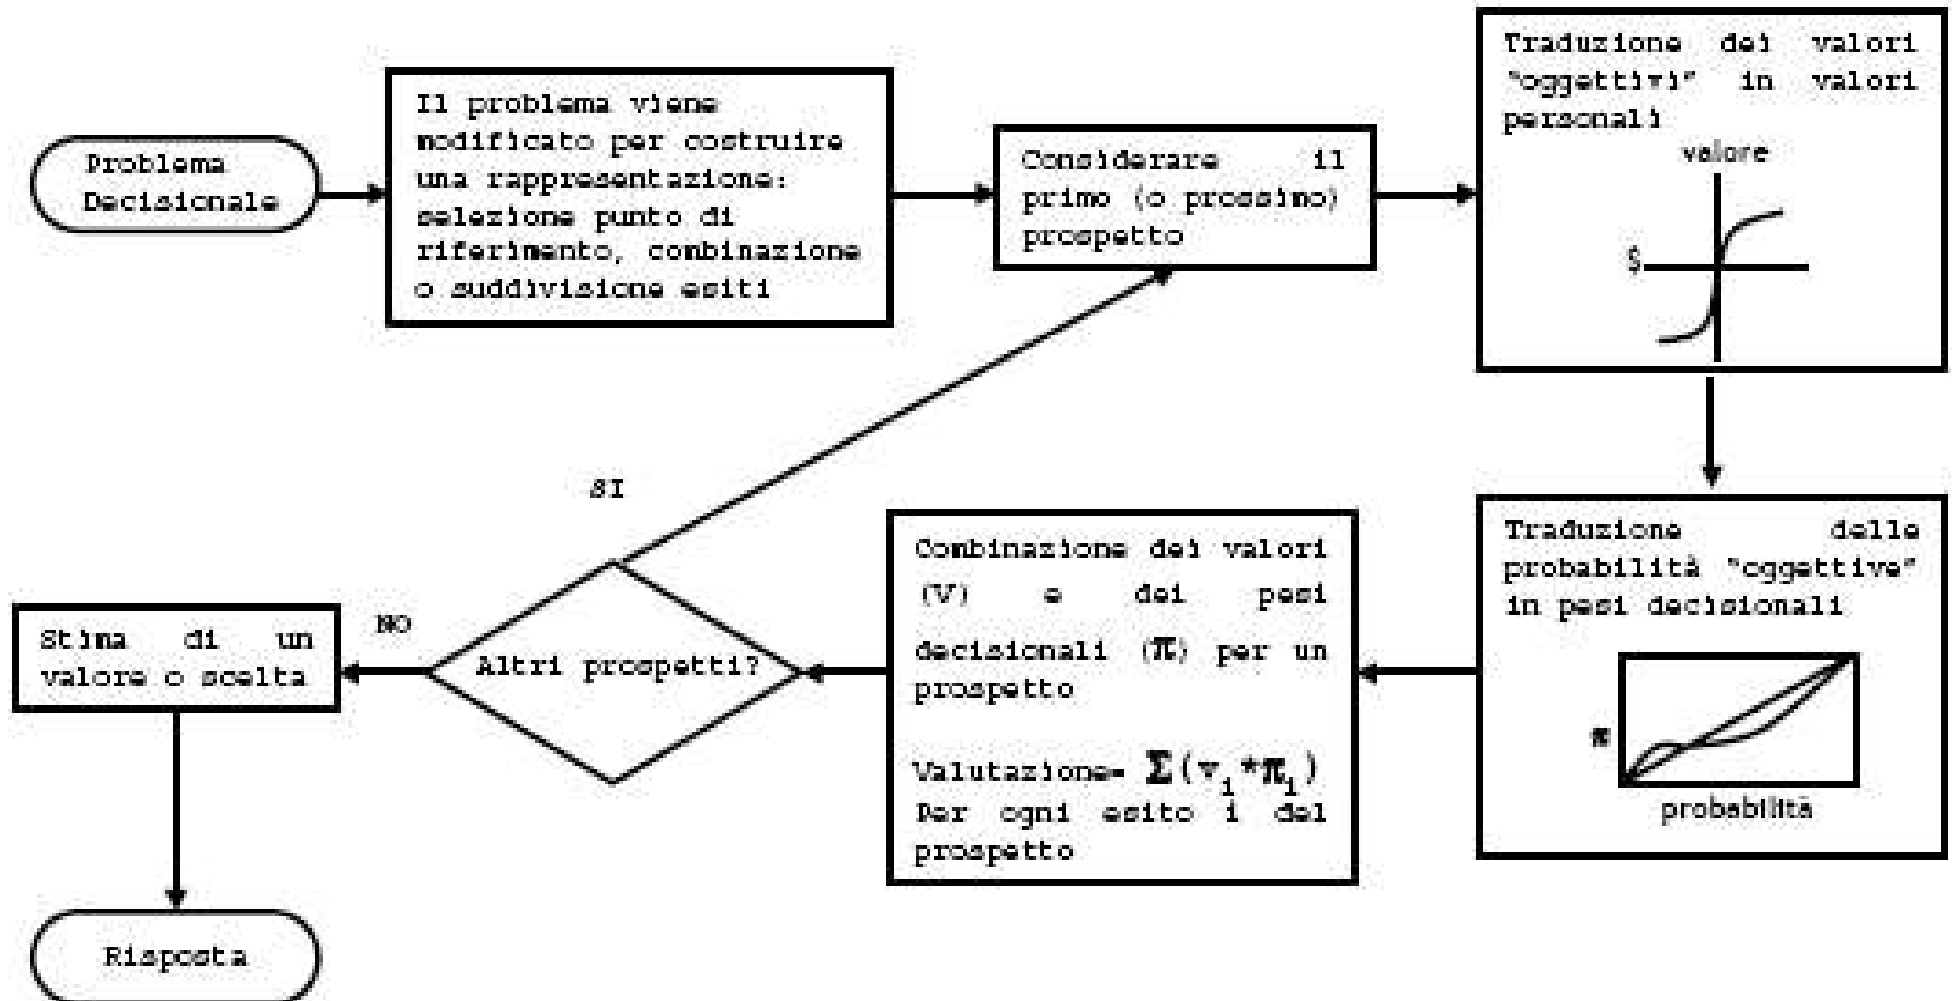 Problema
Decisionale
Il problema viene
modificato per costruire
una rappresentazione:
selezione punto di
riferimento, combinazione
o suddivisione esiti
Considerare il
primo (o prossimo)
prospetto
Traduzione dei valori
"oggettivi" in valori
personali
valore
$
Traduzione delle
probabilità "oggettive"
in pesi decisionali
π
probabilità
Combinazione dei valori
(V) e dei pesi
decisionali (π) per un
prospetto
Valutazione= Σ(vi*πi)
Per ogni esito i del
prospetto
Altri prospetti?
SI
NO
Stima di un
valore o scelta
Risposta